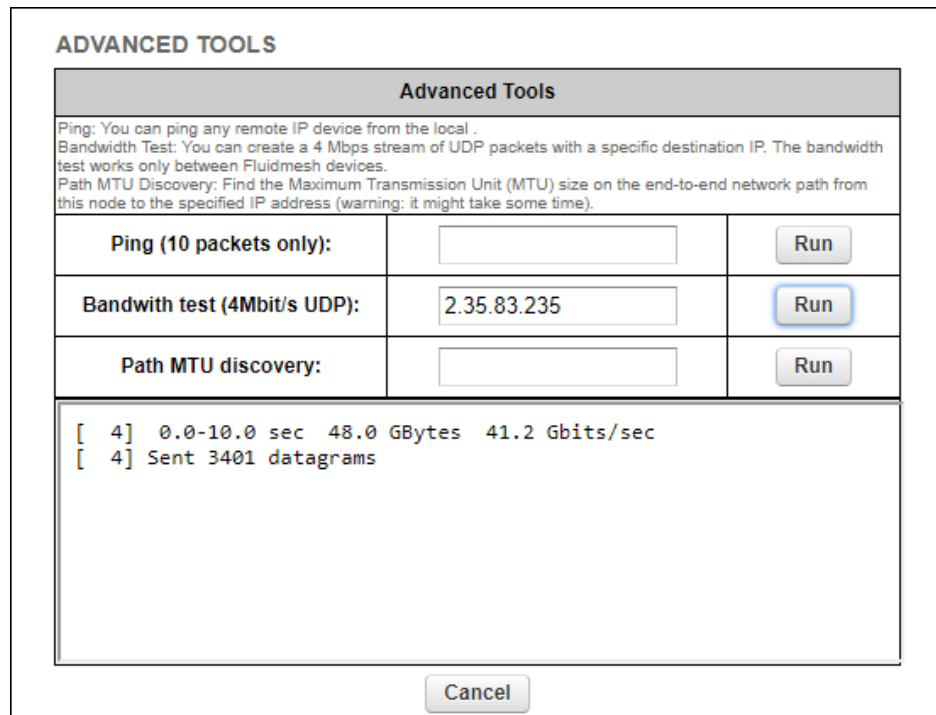 ADVANCED TOOLS
Advanced Tools
Ping: You can ping any remote IP device from the local .
Bandwidth Test: You can create a 4 Mbps stream of UDP packets with a specific destination IP. The bandwidth
test works only between Fluidmesh devices.
Path MTU Discovery: Find the Maximum Transmission Unit (MTU) size on the end-to-end network path from
this node to the specified IP address (warning: it might take some time).
Ping (10 packets only): Run
Bandwith test (4Mbit/s UDP): 2.35.83.235 Run
Path MTU discovery: Run
[  4]  0.0-10.0 sec  48.0 GBytes  41.2 Gbits/sec
[  4] Sent 3401 datagrams
Cancel